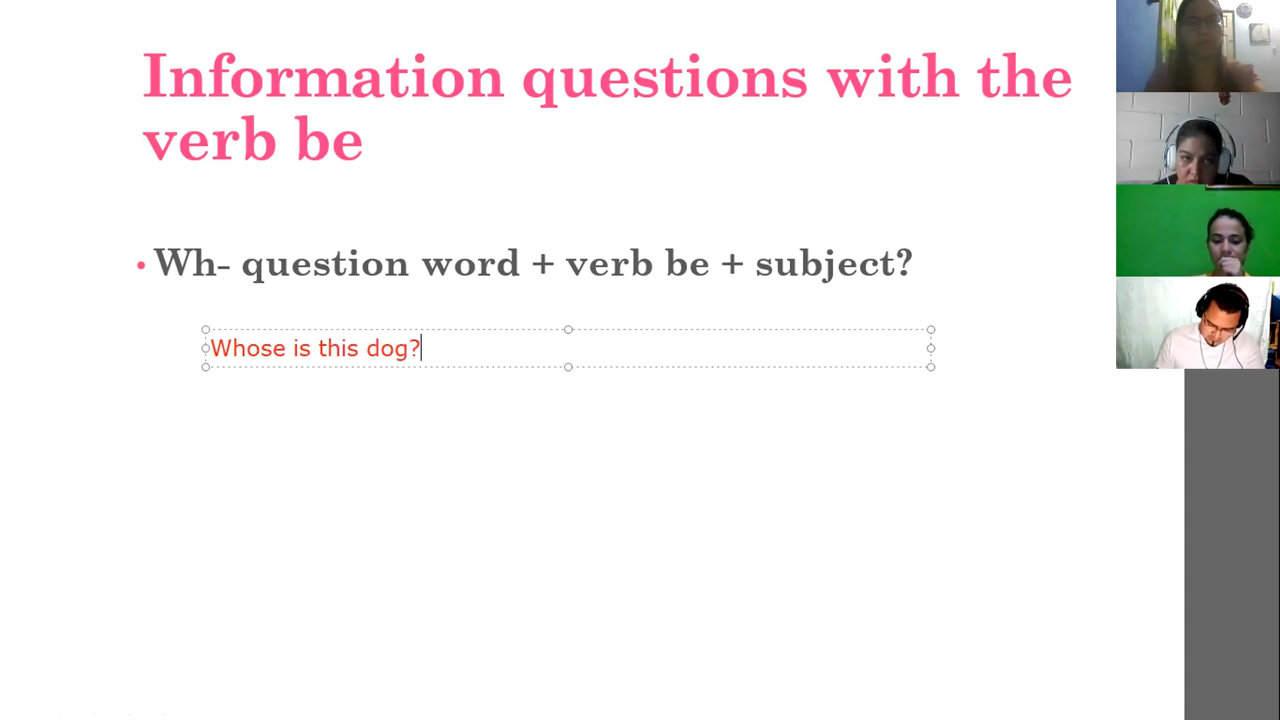 Information questions with the
verb be
• Wh- question word + verb be + subject?
Whose is this dog?